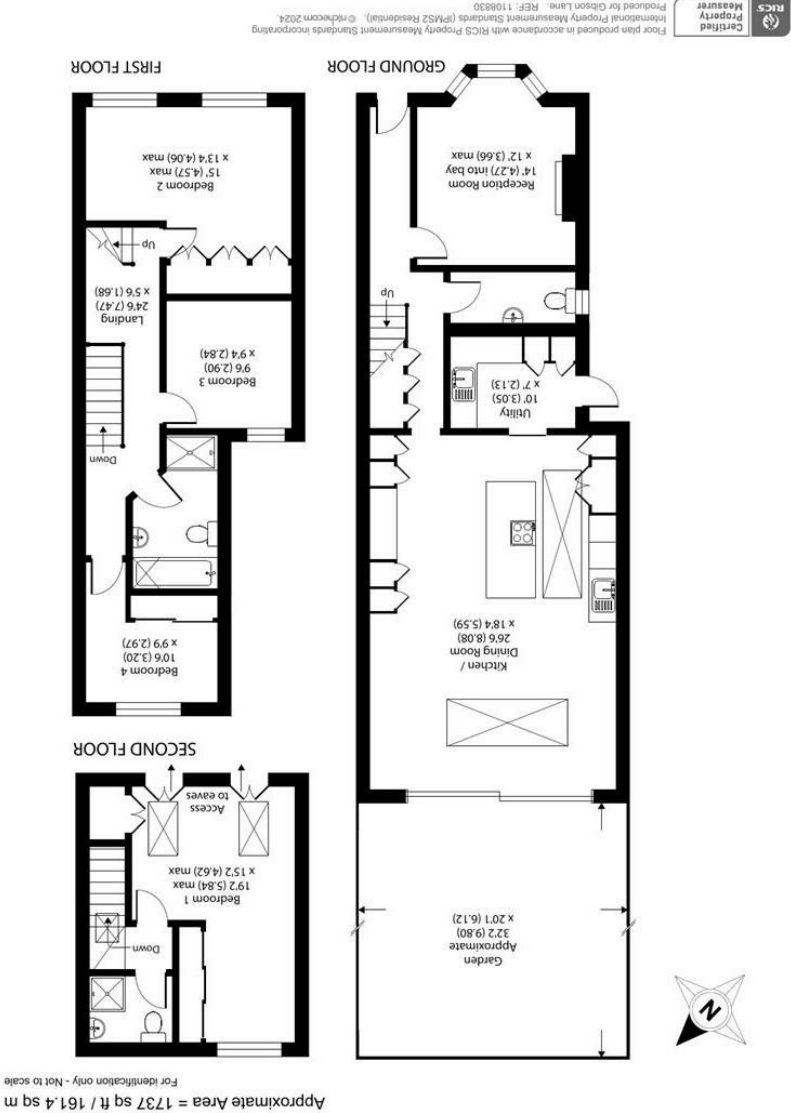 Approximate Area = 1737 sq ft / 161.4 sq m
For identification only - Not to scale
N
Garden
Approximate
32'2 (9.80)
x 20'1 (6.12)
Bedroom 1
19'2 (5.84) max
x 15'2 (4.62) max
Down
Access
to eaves
SECOND FLOOR
Kitchen /
Dining Room
26'6 (8.08)
x 18'4 (5.59)
Bedroom 4
10'6 (3.20)
x 9'9 (2.97)
Down
Utility
10' (3.05)
x 7' (2.13)
Up
Bedroom 3
9'6 (2.90)
x 9'4 (2.84)
Landing
24'6 (7.47)
x 5'6 (1.68)
Up
Reception Room
14' (4.27) into bay
x 12' (3.66) max
Bedroom 2
15' (4.57) max
x 13'4 (4.06) max
GROUND FLOOR
FIRST FLOOR
RICS
Certified
Property
Measurer
Floor plan produced in accordance with RICS Property Measurement Standards incorporating
International Property Measurement Standards (IPMS2 Residential). © nichecom 2024.
Produced for Gibson Lane. REF: 1108830